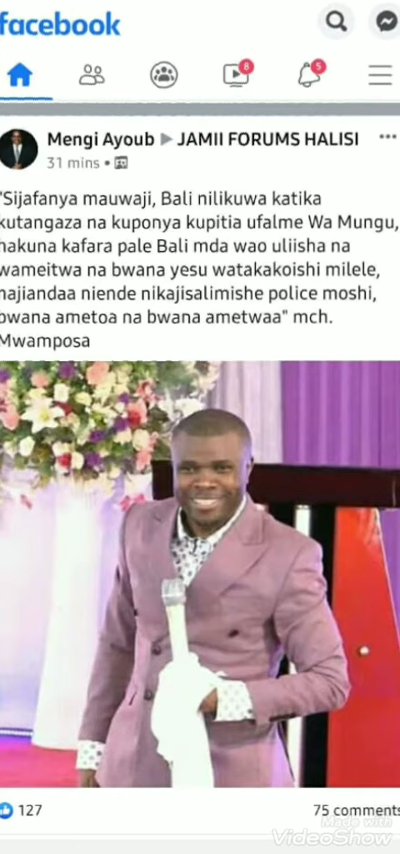 facebook
8
5
Mengi Ayoub ▶ JAMII FORUMS HALISI
31 mins •
"Sijafanya mauwaji, Bali nilikuwa katika
kutangaza na kuponya kupitia ufalme Wa Mungu,
hakuna kafara pale Bali mda wao uliisha na
wameitwa na bwana yesu watakakoishi milele,
najiandaa niende nikajisalimishe police moshi,
bwana ametoa na bwana ametwaa" mch.
Mwamposa
127
75 comments
Made with
VideoShow